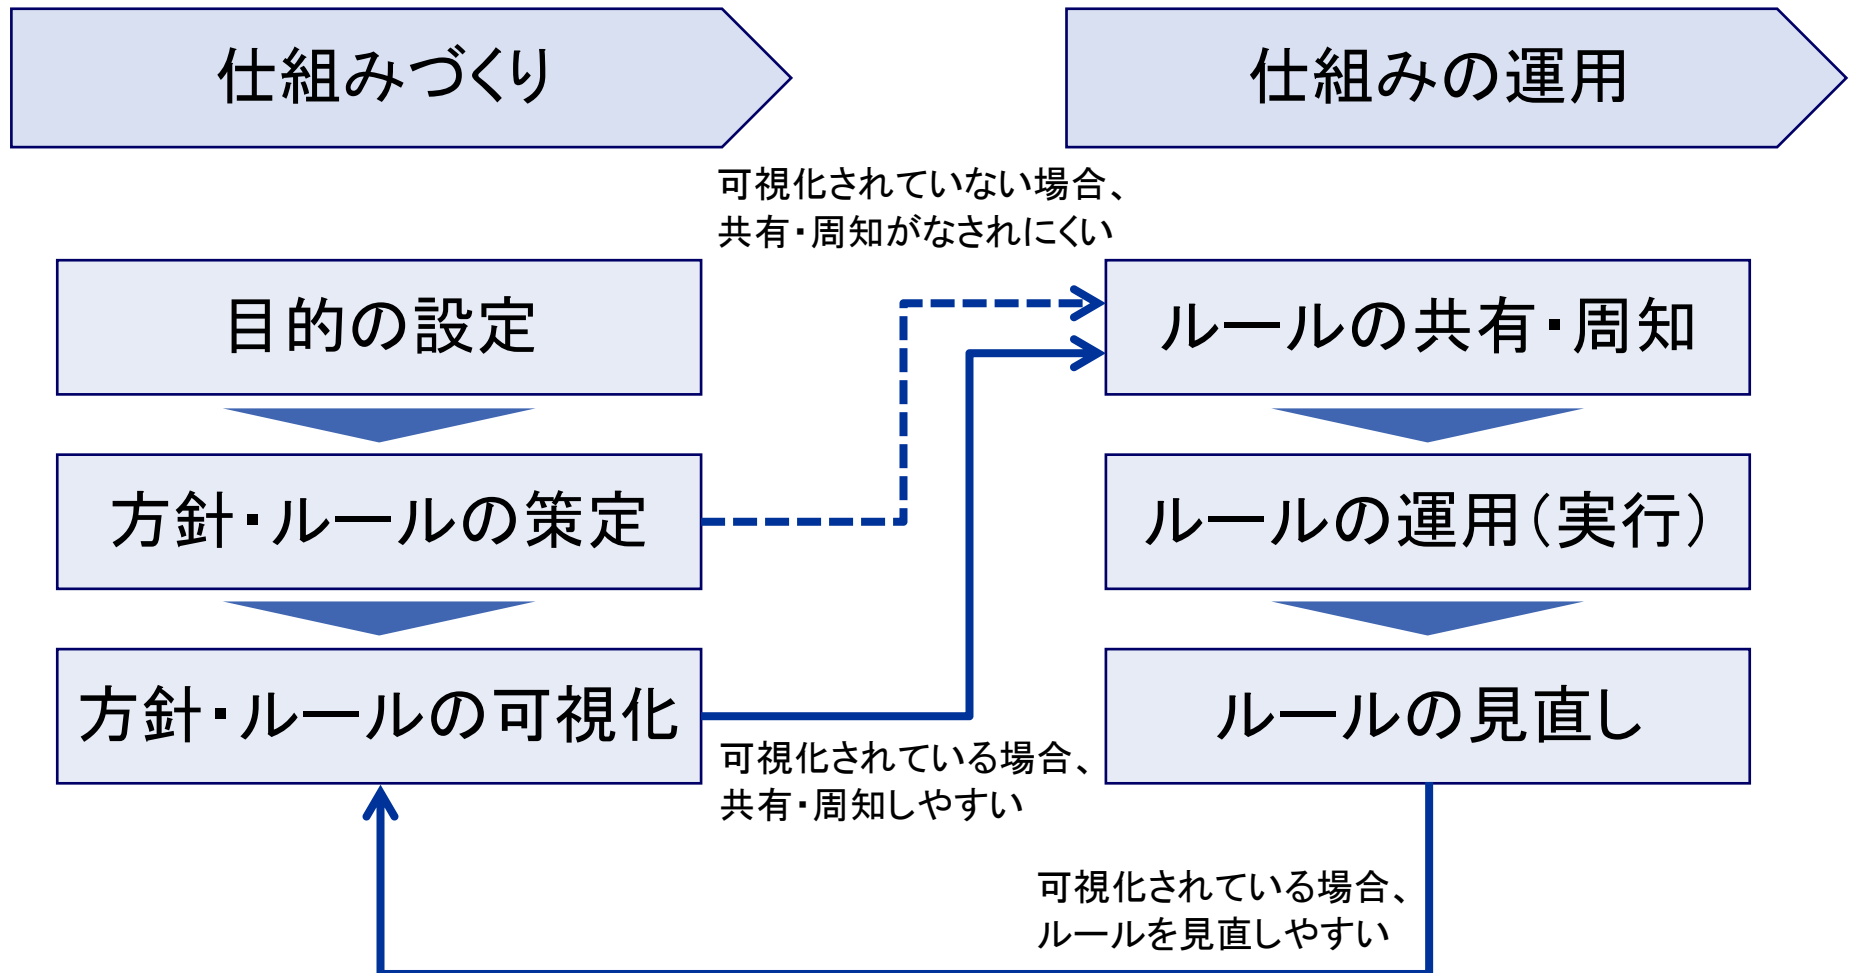 仕組みづくり
仕組みの運用
可視化されていない場合、
共有・周知がなされにくい
目的の設定
ルールの共有・周知
方針・ルールの策定
ルールの運用（実行）
方針・ルールの可視化
ルールの見直し
可視化されている場合、
共有・周知しやすい
可視化されている場合、
ルールを見直しやすい